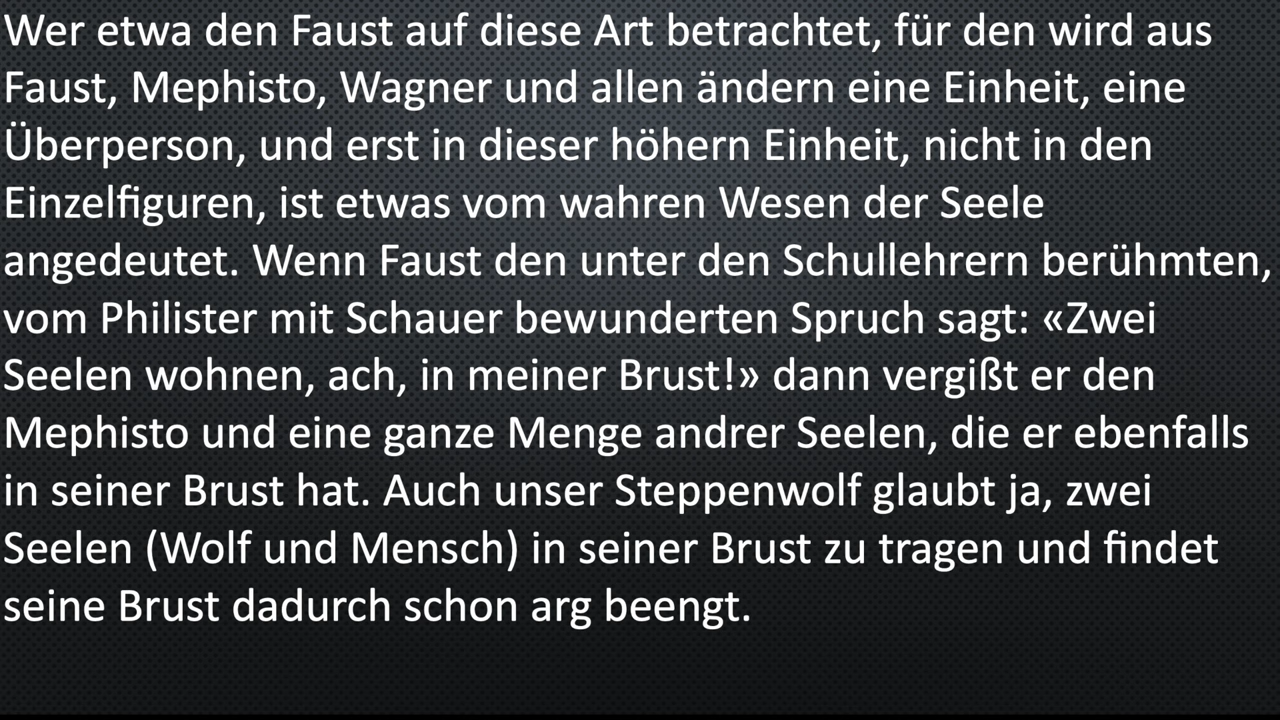 Wer etwa den Faust auf diese Art betrachtet, für den wird aus
Faust, Mephisto, Wagner und allen ändern eine Einheit, eine
Überperson, und erst in dieser höhern Einheit, nicht in den
Einzelfiguren, ist etwas vom wahren Wesen der Seele
angedeutet. Wenn Faust den unter den Schullehrern berühmten,
vom Philister mit Schauer bewunderten Spruch sagt: «Zwei
Seelen wohnen, ach, in meiner Brust!» dann vergißt er den
Mephisto und eine ganze Menge andrer Seelen, die er ebenfalls
in seiner Brust hat. Auch unser Steppenwolf glaubt ja, zwei
Seelen (Wolf und Mensch) in seiner Brust zu tragen und findet
seine Brust dadurch schon arg beengt.